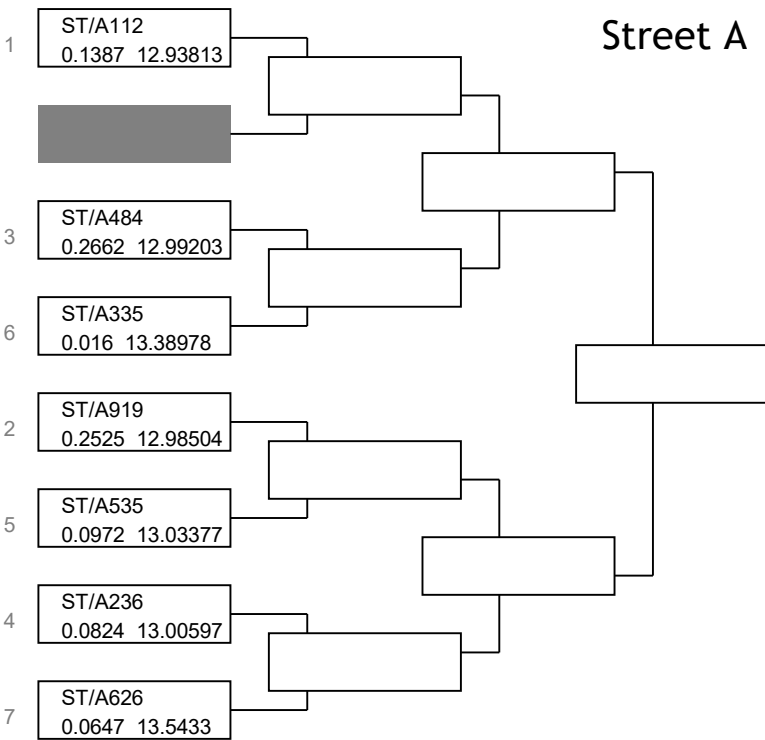 Street A
1
ST/A112
0.1387 12.93813
3
ST/A484
0.2662 12.99203
6
ST/A335
0.016 13.38978
2
ST/A919
0.2525 12.98504
5
ST/A535
0.0972 13.03377
4
ST/A236
0.0824 13.00597
7
ST/A626
0.0647 13.5433